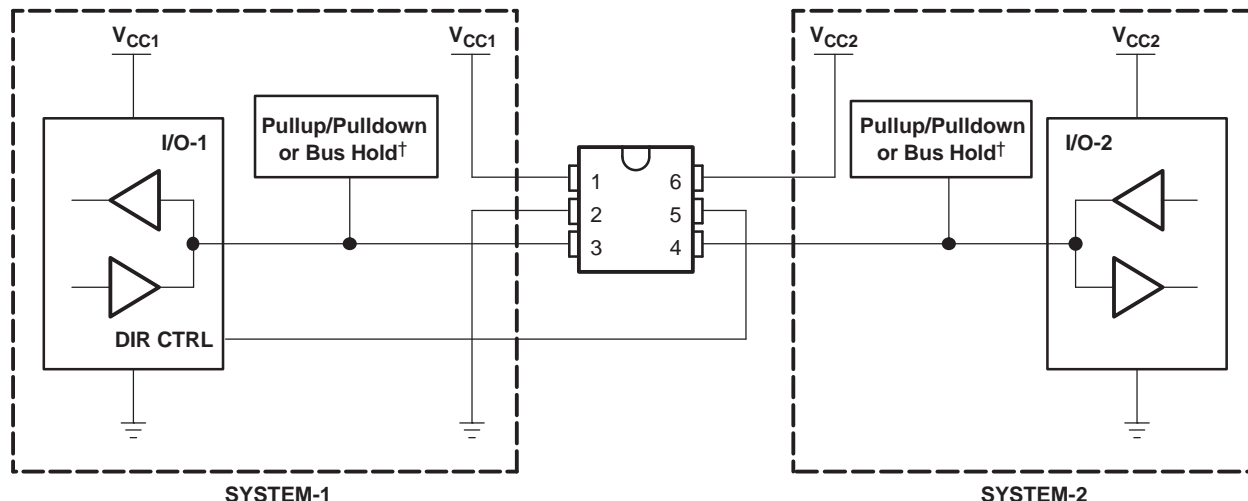 VCC1
VCC1
VCC2
VCC2
I/O-1
Pullup/Pulldown
or Bus Hold†
Pullup/Pulldown
or Bus Hold†
I/O-2
1
6
2
5
3
4
DIR CTRL
SYSTEM-1
SYSTEM-2